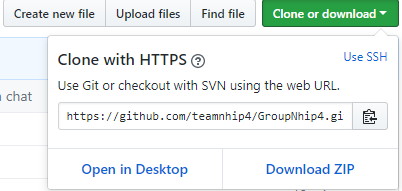 Create new file Upload files Find file Clone or download
Clone with HTTPS Use SSH
Use Git or checkout with SVN using the web URL.
chat
https://github.com/teamnhip4/GroupNhip4.gi
Open in Desktop Download ZIP